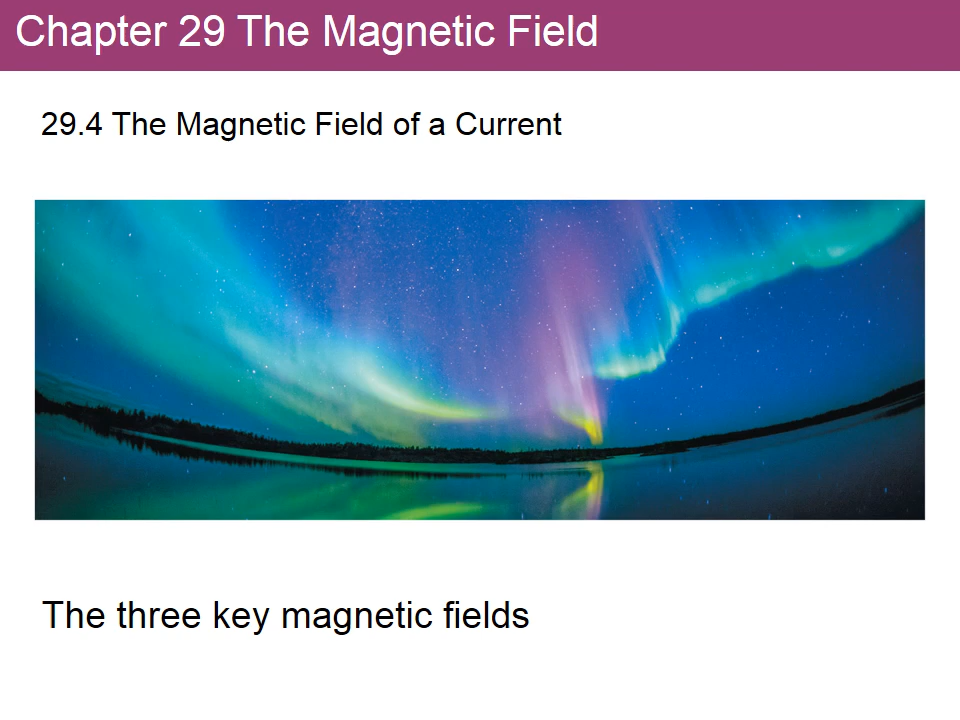 Chapter 29 The Magnetic Field
29.4 The Magnetic Field of a Current
The three key magnetic fields